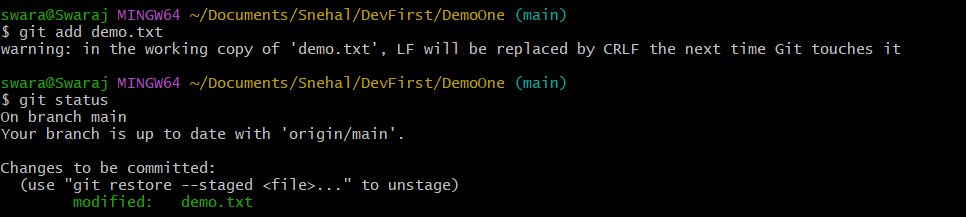 swara@Swaraj MINGW64 ~/Documents/Snehal/DevFirst/DemoOne (main)
$ git add demo.txt
warning: in the working copy of 'demo.txt', LF will be replaced by CRLF the next time Git touches it

swara@Swaraj MINGW64 ~/Documents/Snehal/DevFirst/DemoOne (main)
$ git status
On branch main
Your branch is up to date with 'origin/main'.

Changes to be committed:
  (use "git restore --staged <file>..." to unstage)
        modified:   demo.txt